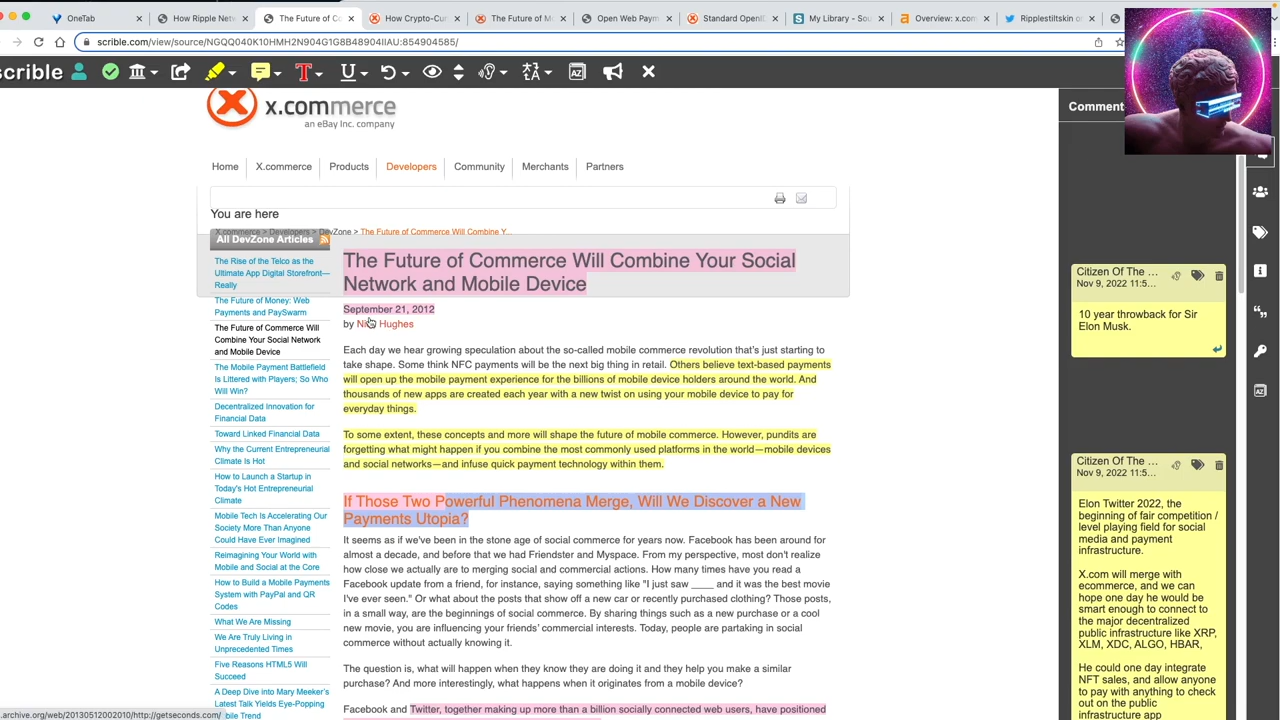 OneTab
How Ripple Net
The Future of C
How Crypto-Cur
The Future of M
Open Web Paym
Standard OpenI
My Library - Sou
Overview: x.com
Ripplestiltskin o
scrible.com/view/source/NGQQ040K10HMH2N904G1G8B48904IIAU:854904585/
scrible
x.commerce
an eBay Inc. company
Comment
Home
X.commerce
Products
Developers
Community
Merchants
Partners
You are here
X.commerce > Developers > DevZone > The Future of Commerce Will Combine Y...
All DevZone Articles
The Rise of the Telco as the
Ultimate App Digital Storefront—
Really
The Future of Money: Web
Payments and PaySwarm
The Future of Commerce Will
Combine Your Social Network
and Mobile Device
The Mobile Payment Battlefield
Is Littered with Players; So Who
Will Win?
Decentralized Innovation for
Financial Data
Toward Linked Financial Data
Why the Current Entrepreneurial
Climate Is Hot
How to Launch a Startup in
Today's Hot Entrepreneurial
Climate
Mobile Tech Is Accelerating Our
Society More Than Anyone
Could Have Ever Imagined
Reimagining Your World with
Mobile and Social at the Core
How to Build a Mobile Payments
System with PayPal and QR
Codes
What We Are Missing
We Are Truly Living in
Unprecedented Times
Five Reasons HTML5 Will
Succeed
A Deep Dive into Mary Meeker's
Latest Talk Yields Eye-Popping
bile Trend
The Future of Commerce Will Combine Your Social
Network and Mobile Device
September 21, 2012
by Hughes
Each day we hear growing speculation about the so-called mobile commerce revolution that's just starting to
take shape. Some think NFC payments will be the next big thing in retail. Others believe text-based payments
will open up the mobile payment experience for the billions of mobile device holders around the world. And
thousands of new apps are created each year with a new twist on using your mobile device to pay for
everyday things.
To some extent, these concepts and more will shape the future of mobile commerce. However, pundits are
forgetting what might happen if you combine the most commonly used platforms in the world—mobile devices
and social networks—and infuse quick payment technology within them.
If Those Two Powerful Phenomena Merge, Will We Discover a New
Payments Utopia?
It seems as if we've been in the stone age of social commerce for years now. Facebook has been around for
almost a decade, and before that we had Friendster and Myspace. From my perspective, most don't realize
how close we actually are to merging social and commercial actions. How many times have you read a
Facebook update from a friend, for instance, saying something like "I just saw ____ and it was the best movie
I've ever seen." Or what about the posts that show off a new car or recently purchased clothing? Those posts,
in a small way, are the beginnings of social commerce. By sharing things such as a new purchase or a cool
new movie, you are influencing your friends' commercial interests. Today, people are partaking in social
commerce without actually knowing it.
The question is, what will happen when they know they are doing it and they help you make a similar
purchase? And more interestingly, what happens when it originates from a mobile device?
Facebook and Twitter, together making up more than a billion socially connected web users, have positioned
.archive.org/web/20130512002010/http://getseconds.com/
Citizen Of The ...
Nov 9, 2022 11:5...
10 year throwback for Sir
Elon Musk.
Citizen Of The ...
Nov 9, 2022 11:5...
Elon Twitter 2022, the
beginning of fair competition /
level playing field for social
media and payment
infrastructure.
X.com will merge with
ecommerce, and we can
hope one day he would be
smart enough to connect to
the major decentralized
public infrastructure like XRP,
XLM, XDC, ALGO, HBAR,
He could one day integrate
NFT sales, and allow anyone
to pay with anything to check
out on the public
infrastructure app